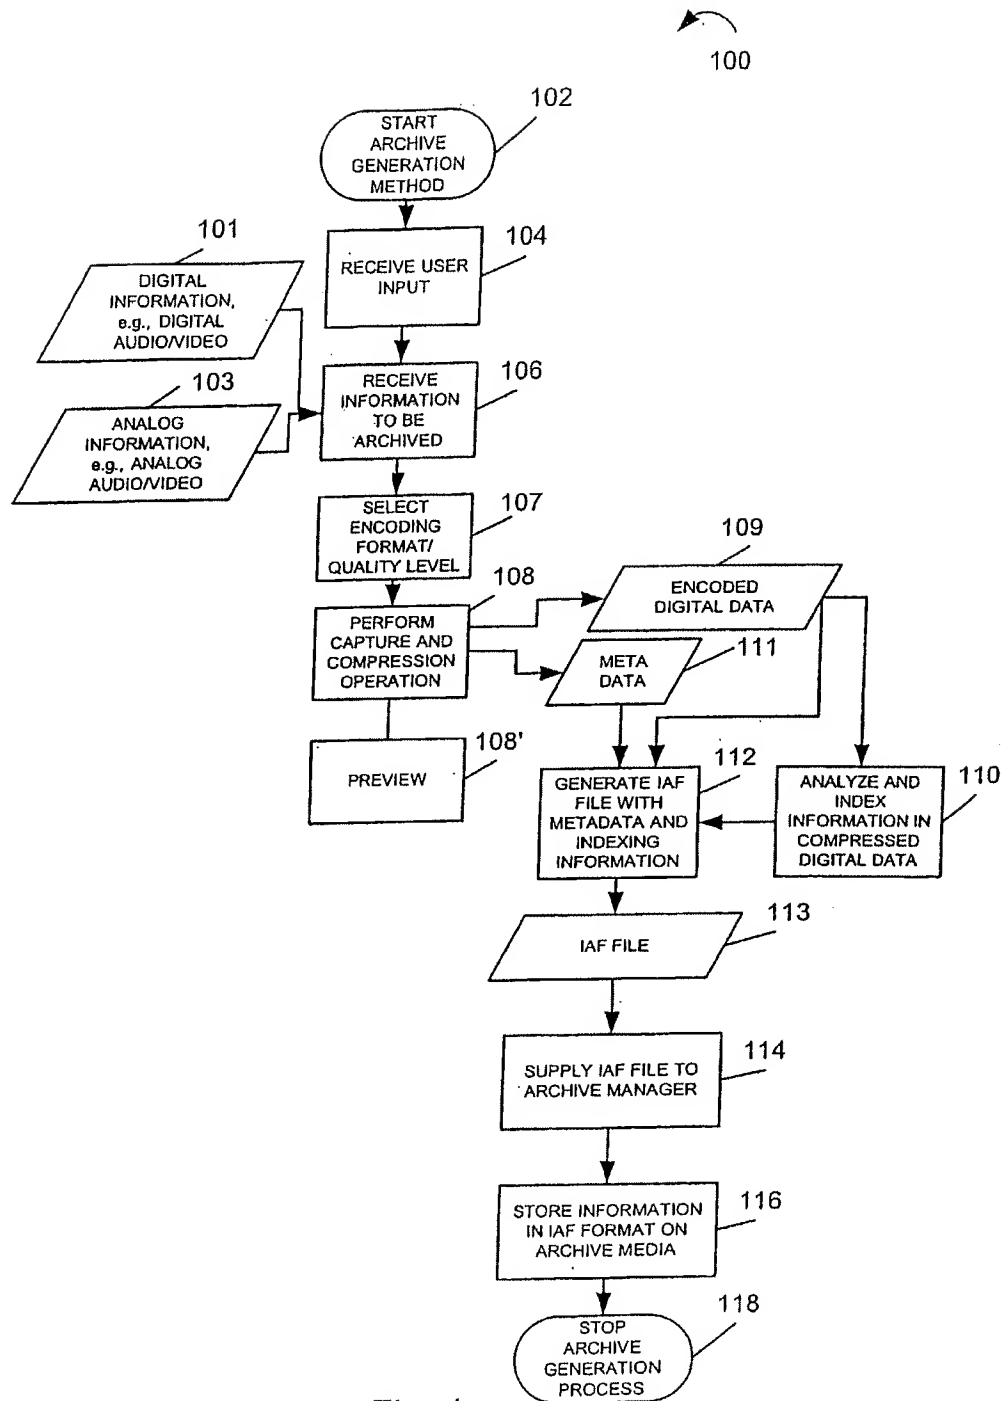 100
102
START
ARCHIVE
GENERATION
METHOD
104
RECEIVE USER
INPUT
101
DIGITAL
INFORMATION,
e.g., DIGITAL
AUDIO/VIDEO
103
ANALOG
INFORMATION,
e.g., ANALOG
AUDIO/VIDEO
106
RECEIVE
INFORMATION
TO BE
ARCHIVED
107
SELECT
ENCODING
FORMAT/
QUALITY LEVEL
108
PERFORM
CAPTURE AND
COMPRESSION
OPERATION
108'
PREVIEW
109
ENCODED
DIGITAL DATA
111
META
DATA
112
GENERATE IAF
FILE WITH
METADATA AND
INDEXING
INFORMATION
110
ANALYZE AND
INDEX
INFORMATION IN
COMPRESSED
DIGITAL DATA
113
IAF FILE
114
SUPPLY IAF FILE TO
ARCHIVE MANAGER
116
STORE INFORMATION
IN IAF FORMAT ON
ARCHIVE MEDIA
118
STOP
ARCHIVE
GENERATION
PROCESS